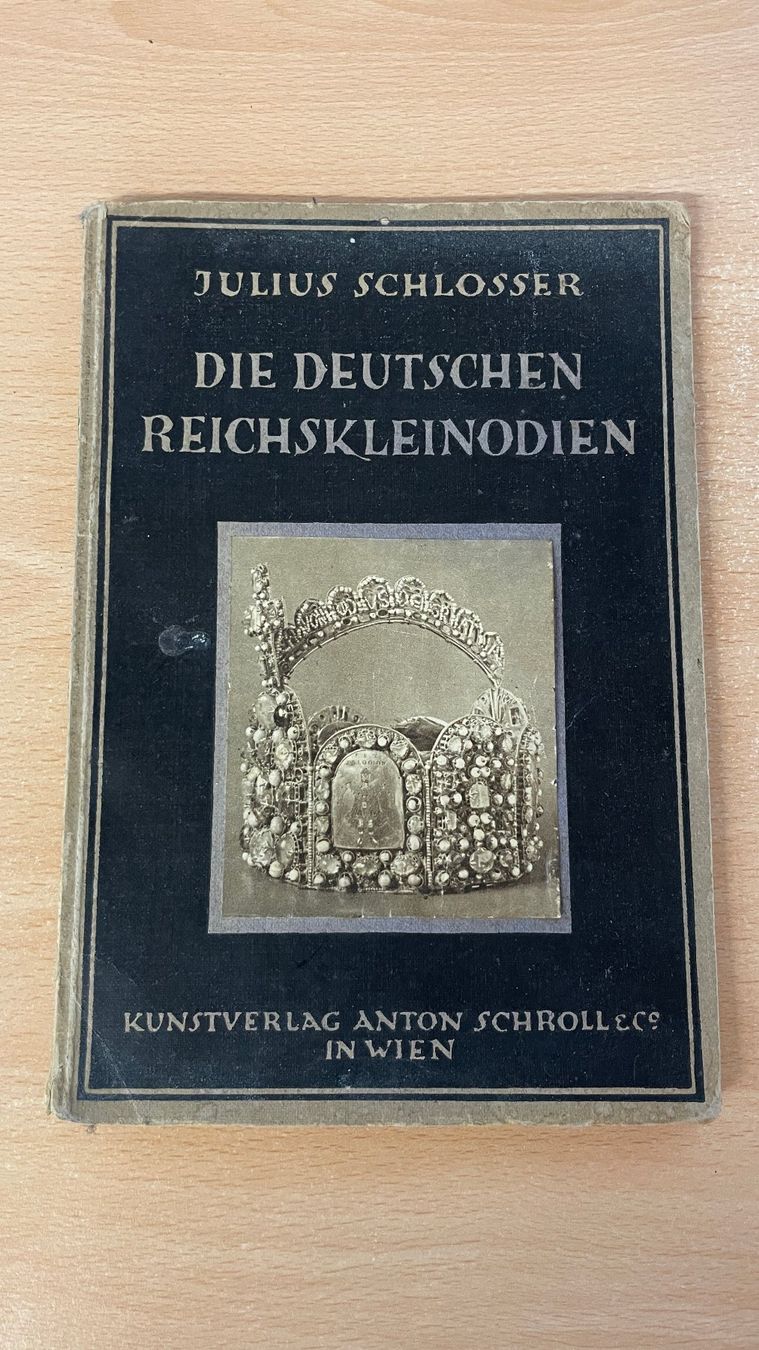 JULIUS SCHLOSSER
DIE DEUTSCHEN
REICHSKLEINODIEN
KUNSTVERLAG ANTON SCHROLL & Cº
IN WIEN